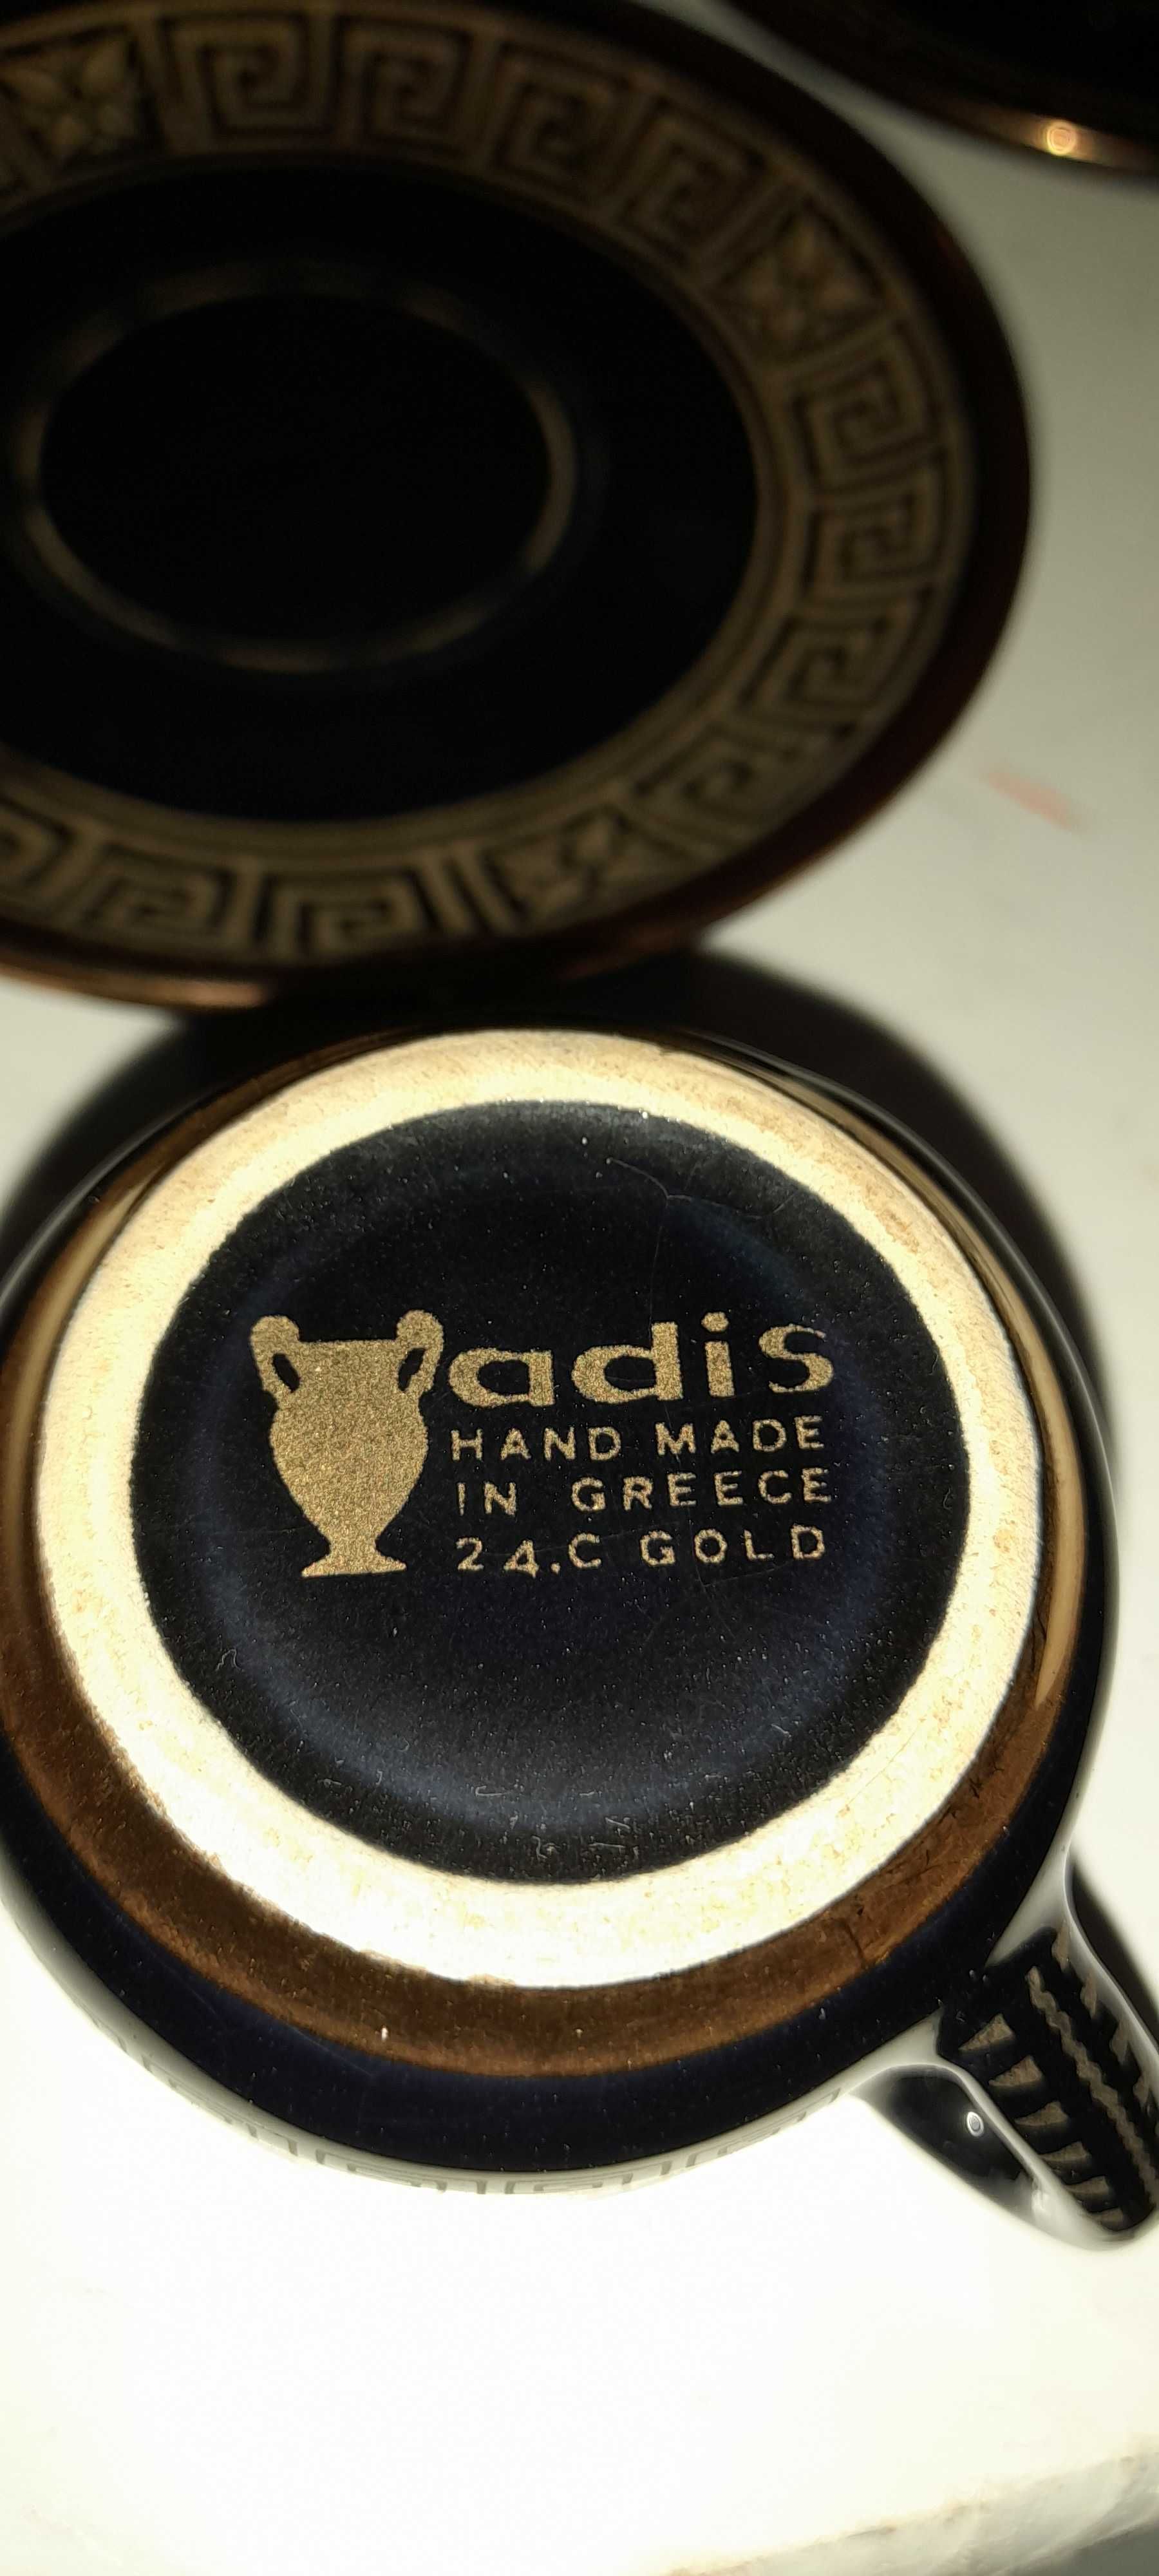 adis
HAND MADE
IN GREECE
24.C GOLD